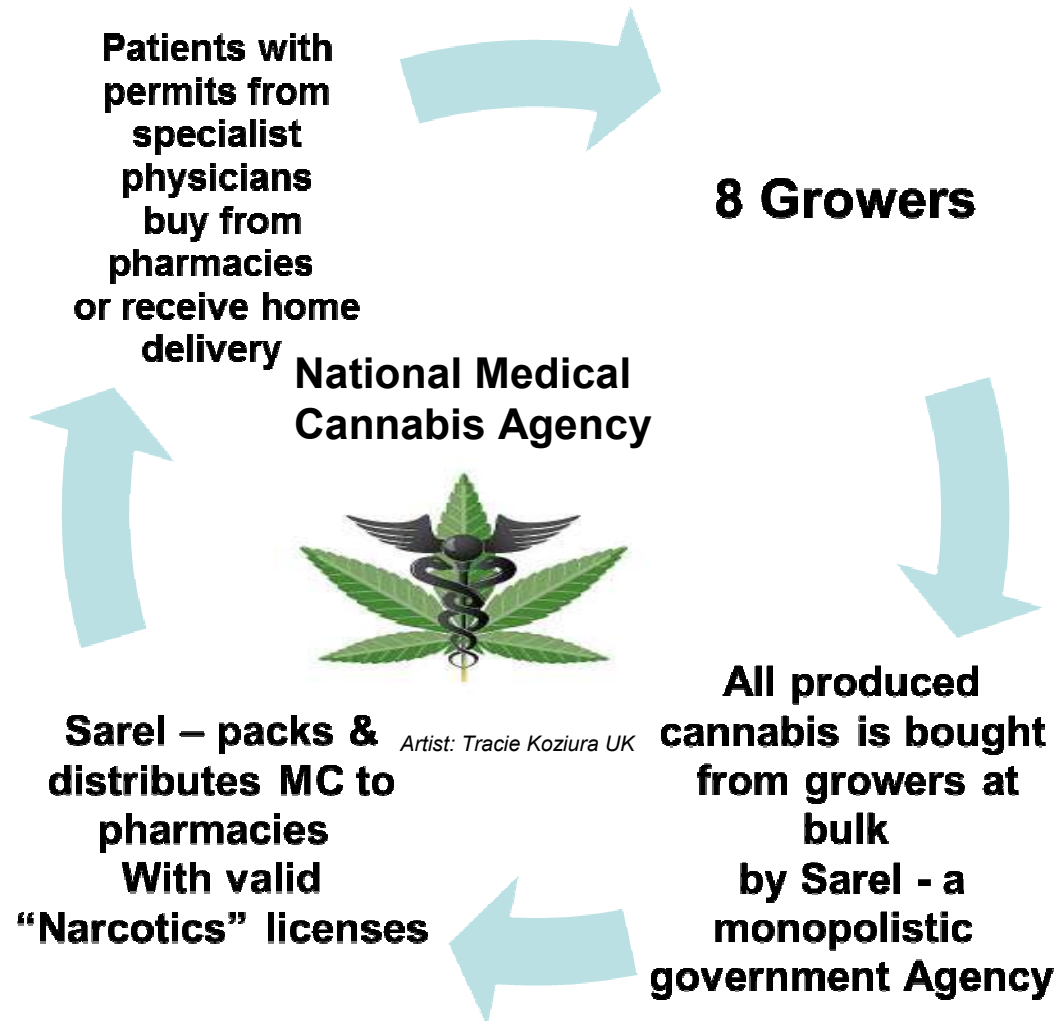 Patients with
permits from
specialist
physicians
buy from
pharmacies
or receive home
delivery
8 Growers
National Medical
Cannabis Agency
Artist: Tracie Koziura UK
All produced
cannabis is bought
from growers at
bulk
by Sarel - a
monopolistic
government Agency
Sarel – packs &
distributes MC to
pharmacies
With valid
“Narcotics” licenses